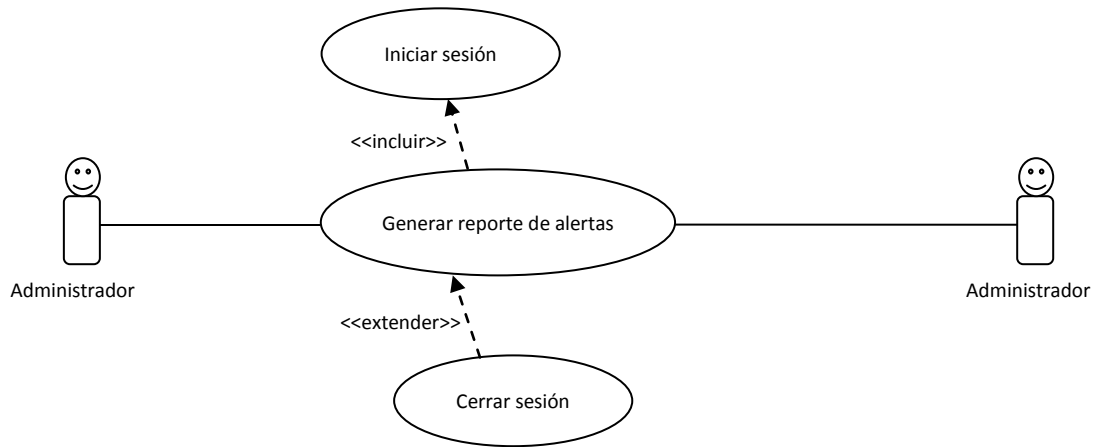 Iniciar sesión
<<incluir>>
Generar reporte de alertas
Administrador
Administrador
<<extender>>
Cerrar sesión